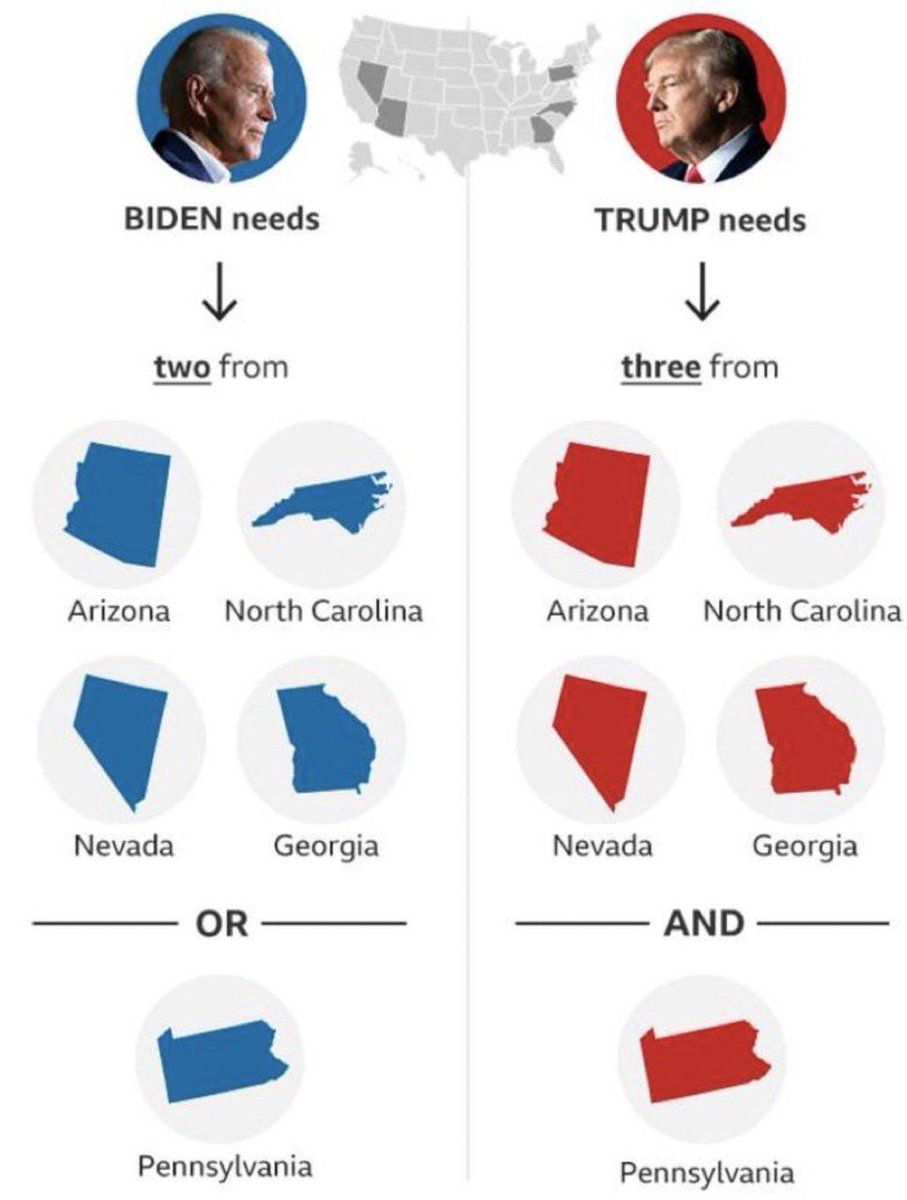 BIDEN needs
two from
Arizona
North Carolina
Nevada
Georgia
OR
Pennsylvania
TRUMP needs
three from
Arizona
North Carolina
Nevada
Georgia
AND
Pennsylvania